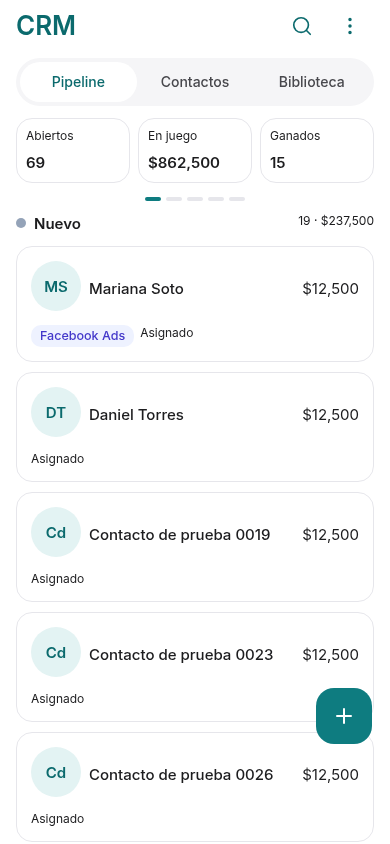 CRM
Pipeline
Contactos
Biblioteca
Abiertos
69
En juego
$862,500
Ganados
15
Nuevo
19 · $237,500
MS
Mariana Soto
$12,500
Facebook Ads
Asignado
DT
Daniel Torres
$12,500
Asignado
Cd
Contacto de prueba 0019
$12,500
Asignado
Cd
Contacto de prueba 0023
$12,500
Asignado
Cd
Contacto de prueba 0026
$12,500
Asignado